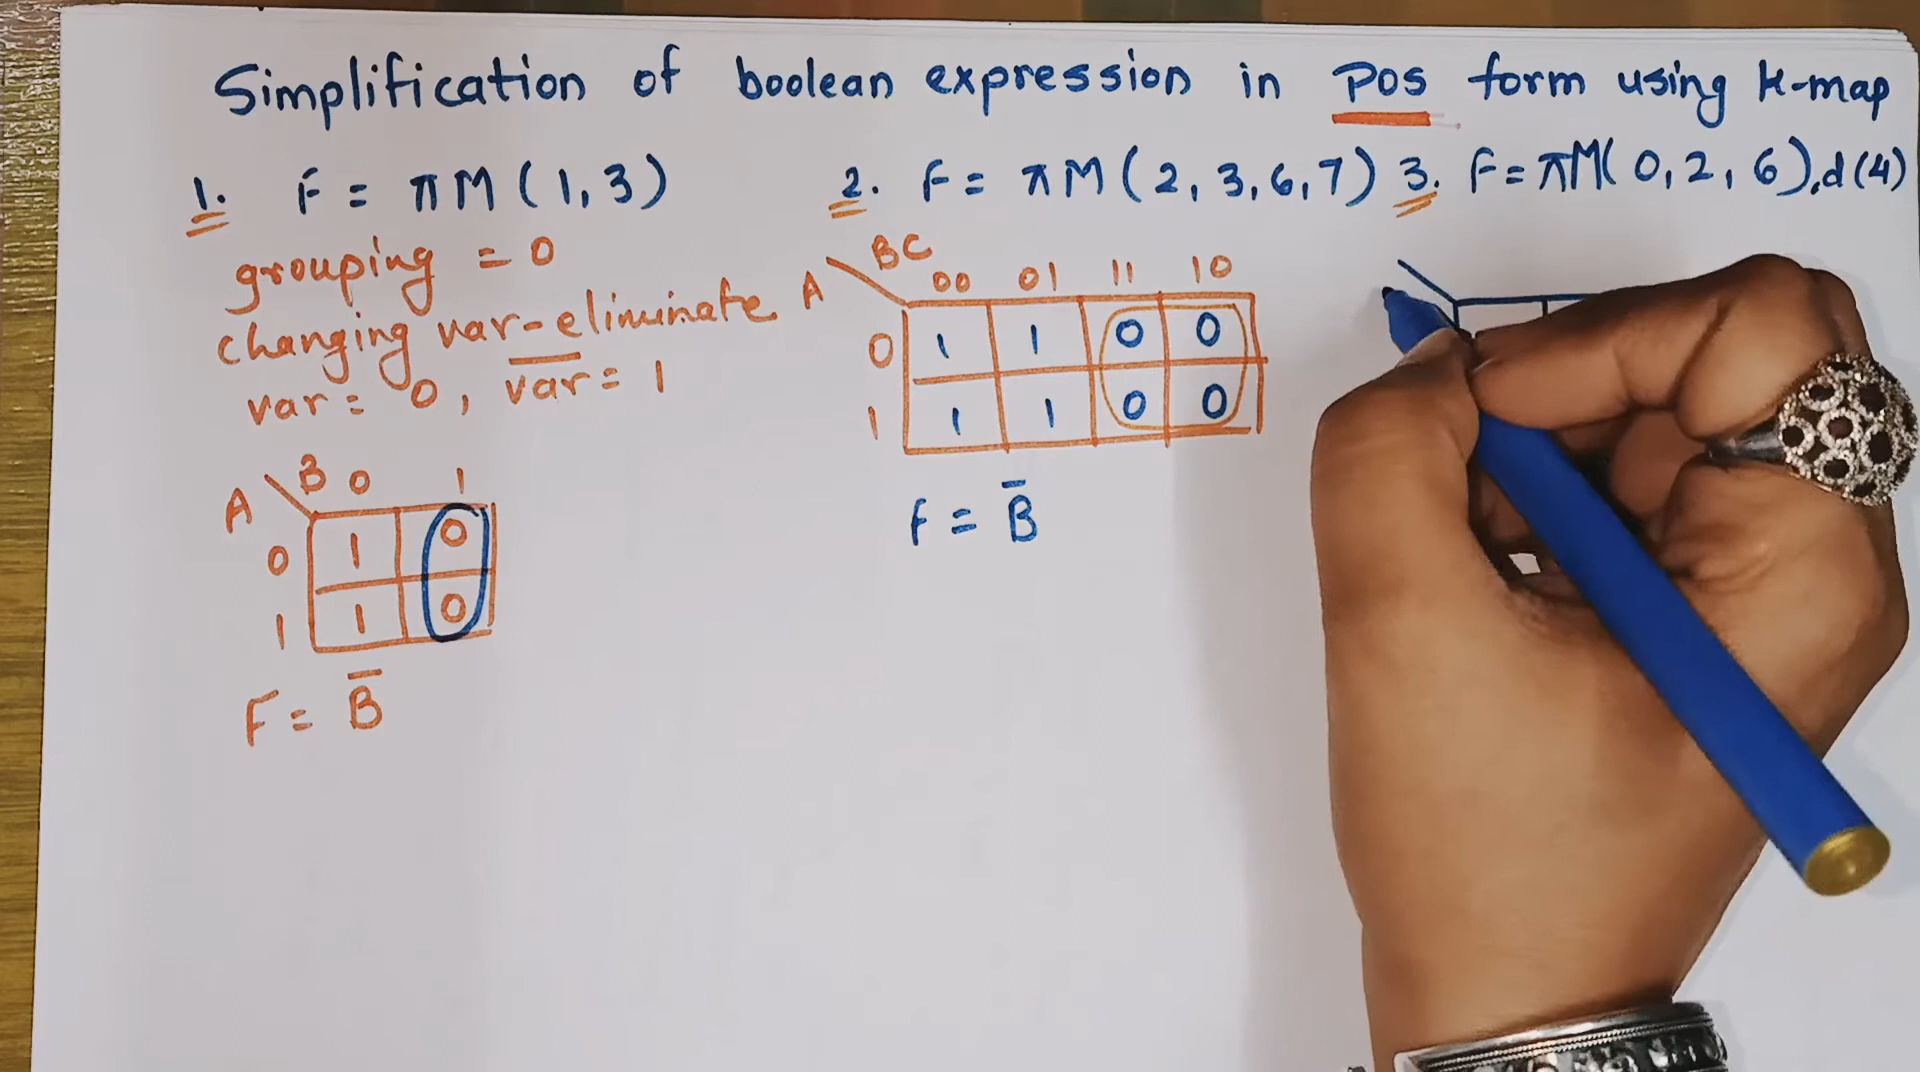 Simplification of boolean expression in POS form using K-map
1. F = πM (1,3)
grouping = 0
changing var-eliminate
var = 0, v̅a̅r̅ = 1
A \ B 0 1
0 1 0
1 1 0
F = B̅
2. F = πM (2,3,6,7)
A \ BC 00 01 11 10
0 1 1 0 0
1 1 1 0 0
F = B̅
3. F = πM( 0,2,6),d(4)